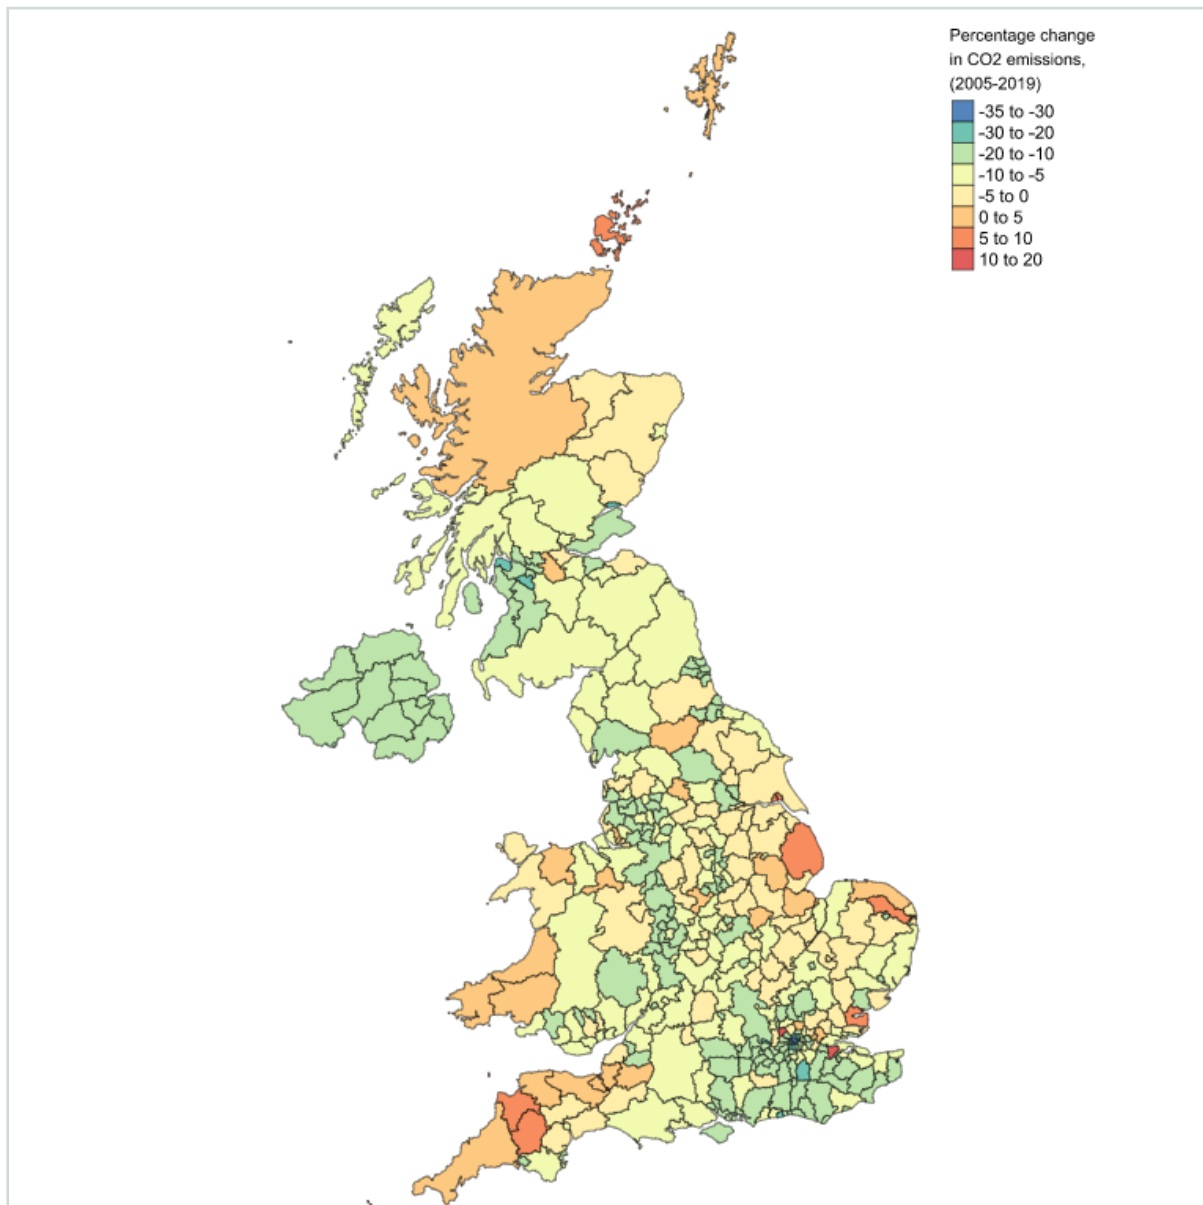 Percentage change
in CO2 emissions,
(2005-2019)
-35 to -30
-30 to -20
-20 to -10
-10 to -5
-5 to 0
0 to 5
5 to 10
10 to 20